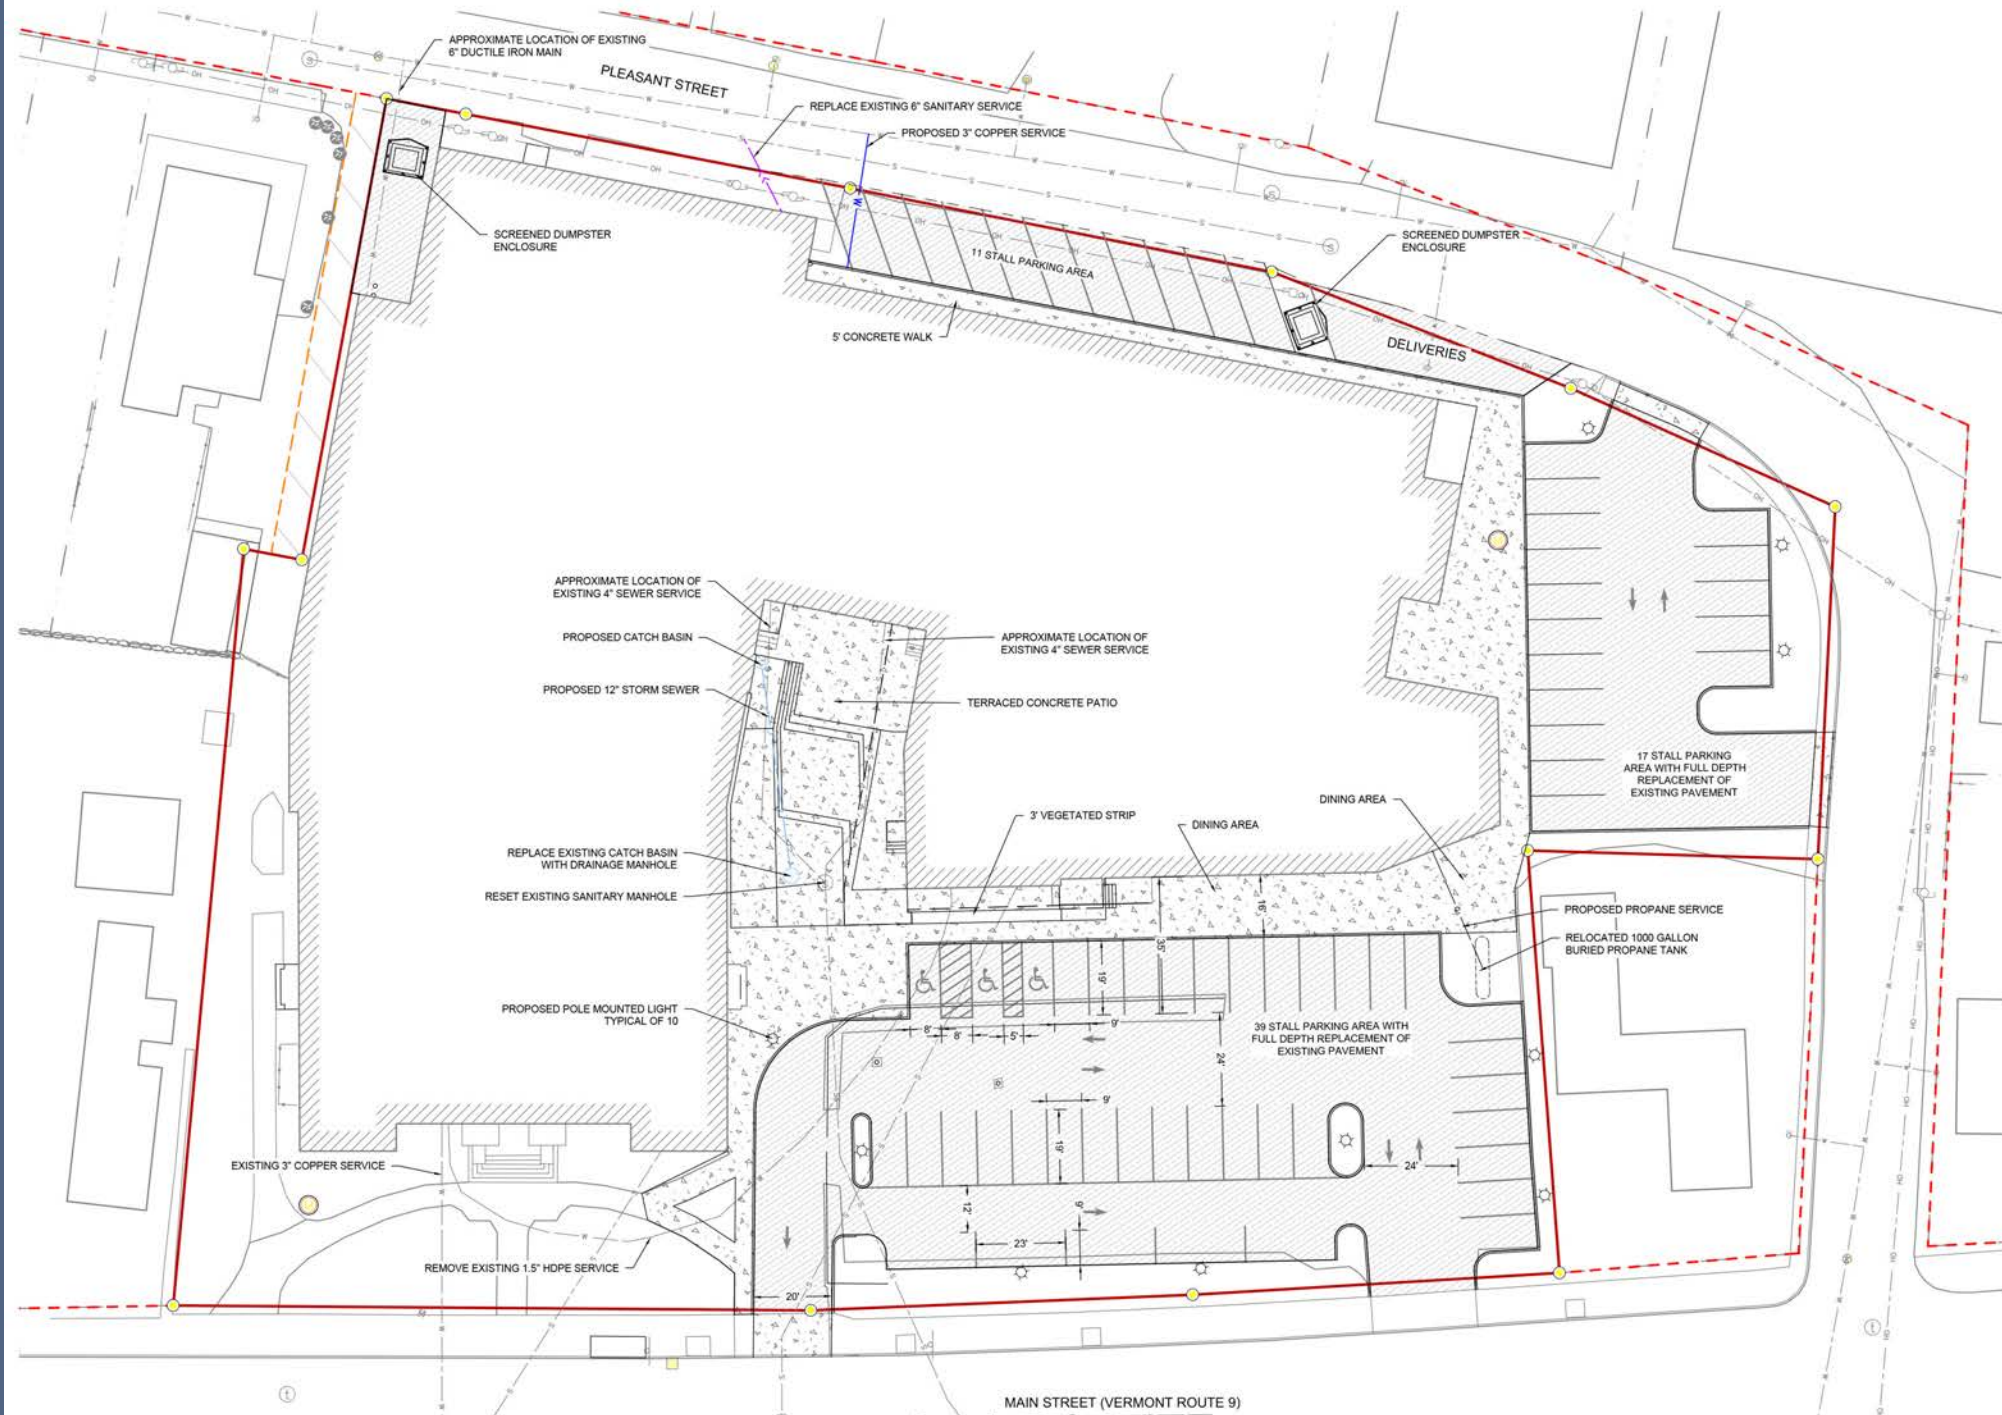 APPROXIMATE LOCATION OF EXISTING
6" DUCTILE IRON MAIN
PLEASANT STREET
REPLACE EXISTING 6" SANITARY SERVICE
PROPOSED 3" COPPER SERVICE
W
SCREENED DUMPSTER
ENCLOSURE
SCREENED DUMPSTER
ENCLOSURE
11 STALL PARKING AREA
5' CONCRETE WALK
DELIVERIES
APPROXIMATE LOCATION OF
EXISTING 4" SEWER SERVICE
PROPOSED CATCH BASIN
APPROXIMATE LOCATION OF
EXISTING 4" SEWER SERVICE
PROPOSED 12" STORM SEWER
TERRACED CONCRETE PATIO
17 STALL PARKING
AREA WITH FULL DEPTH
REPLACEMENT OF
EXISTING PAVEMENT
DINING AREA
3' VEGETATED STRIP
DINING AREA
REPLACE EXISTING CATCH BASIN
WITH DRAINAGE MANHOLE
RESET EXISTING SANITARY MANHOLE
16'
PROPOSED PROPANE SERVICE
35'
RELOCATED 1000 GALLON
BURIED PROPANE TANK
19'
PROPOSED POLE MOUNTED LIGHT
TYPICAL OF 10
8'
8'
5'
9'
39 STALL PARKING AREA WITH
FULL DEPTH REPLACEMENT OF
EXISTING PAVEMENT
24'
9'
19'
EXISTING 3" COPPER SERVICE
24'
12'
9'
23'
REMOVE EXISTING 1.5" HDPE SERVICE
20'
MAIN STREET (VERMONT ROUTE 9)